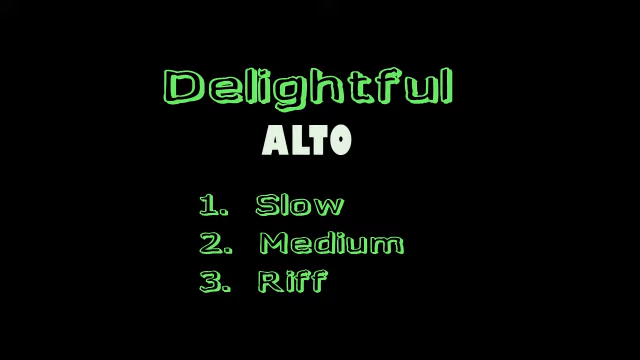 Delightful
ALTO
1. Slow
2. Medium
3. Riff